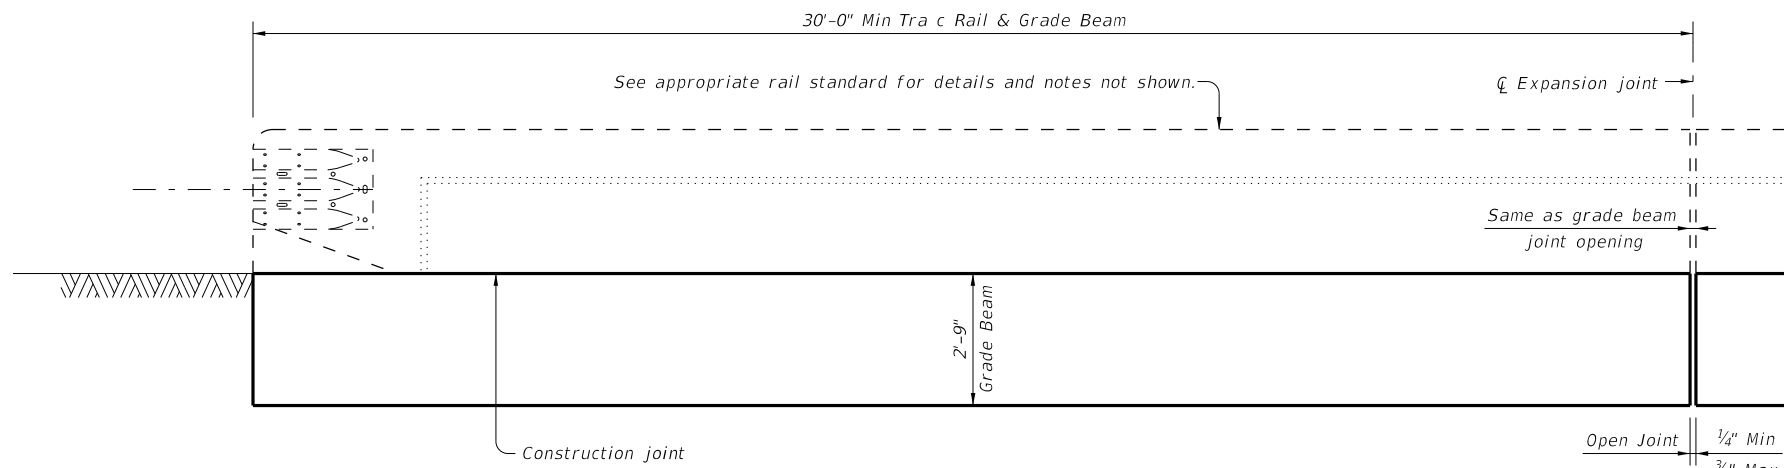 30'-0" Min Tra c Rail & Grade Beam
See appropriate rail standard for details and notes not shown.
℄ Expansion joint
Same as grade beam
joint opening
2'-9"
Grade Beam
Construction joint
Open Joint
¼" Min